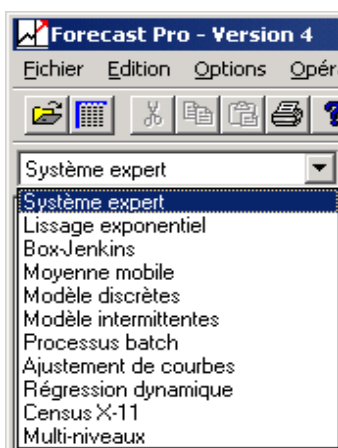 Forecast Pro - Version 4
Fichier Edition Options Opér
Système expert
Système expert
Lissage exponentiel
Box-Jenkins
Moyenne mobile
Modèle discrètes
Modèle intermittentes
Processus batch
Ajustement de courbes
Régression dynamique
Census X-11
Multi-niveaux